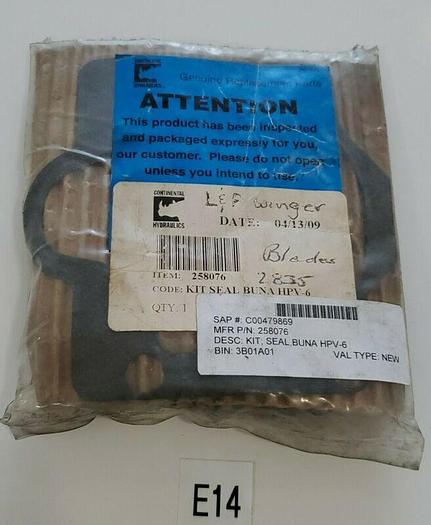 CONTINENTAL
HYDRAULICS
Genuine Replacement Parts
ATTENTION
This product has been inspected
and packaged expressly for you,
our customer. Please do not open
unless you intend to use.
CONTINENTAL
HYDRAULICS
L&P Winger
DATE: 04/13/09
Blades
2835
ITEM: 258076
CODE: KIT SEAL BUNA HPV-6
QTY: 1
SAP #: C00479869
MFR P/N: 258076
DESC: KIT, SEAL,BUNA HPV-6
BIN: 3B01A01
VAL TYPE: NEW
E14